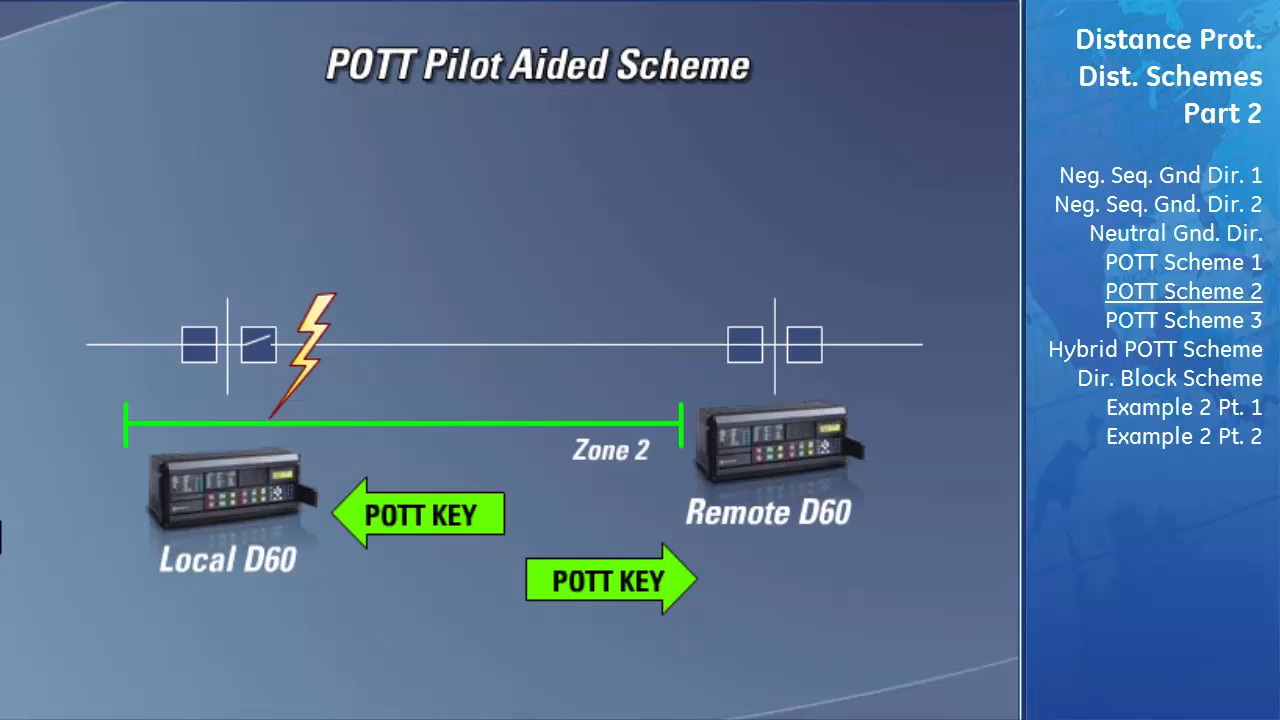 POTT Pilot Aided Scheme
Zone 2
POTT KEY
Remote D60
Local D60
POTT KEY
Distance Prot.
Dist. Schemes
Part 2
Neg. Seq. Gnd Dir. 1
Neg. Seq. Gnd. Dir. 2
Neutral Gnd. Dir.
POTT Scheme 1
POTT Scheme 2
POTT Scheme 3
Hybrid POTT Scheme
Dir. Block Scheme
Example 2 Pt. 1
Example 2 Pt. 2